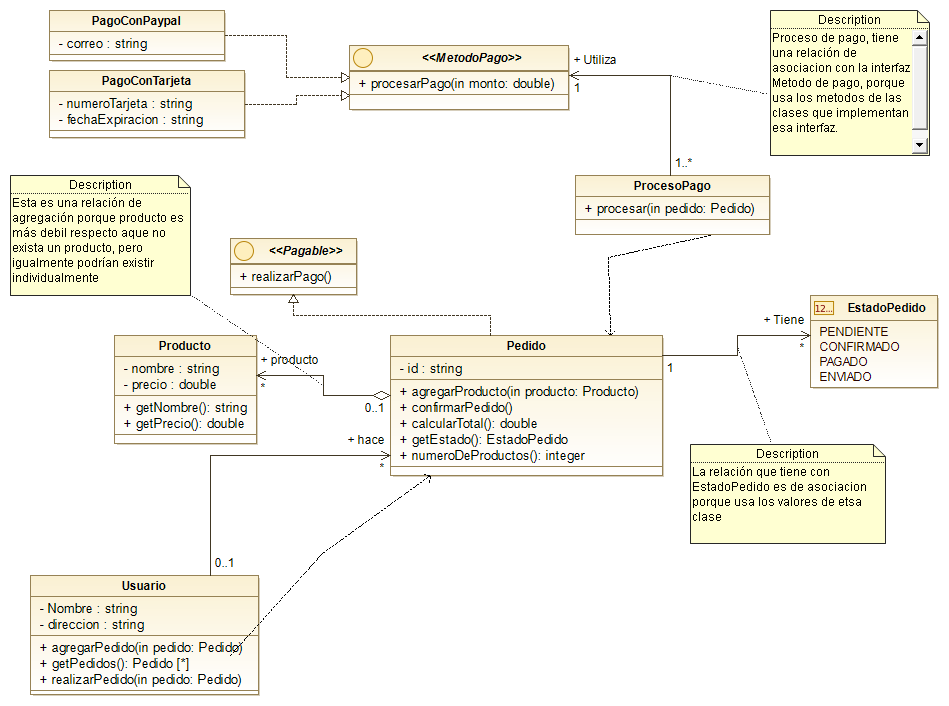 PagoConPaypal
- correo : string
PagoConTarjeta
- numeroTarjeta : string
- fechaExpiracion : string
<<MetodoPago>>
+ procesarPago(in monto: double)
+ Utiliza
1
1..*
Description
Proceso de pago, tiene
una relación de
asociacion con la interfaz
Metodo de pago, porque
usa los metodos de las
clases que implementan
esa interfaz.
ProcesoPago
+ procesar(in pedido: Pedido)
Description
Esta es una relación de
agregación porque producto es
más debil respecto aque no
exista un producto, pero
igualmente podrían existir
individualmente
<<Pagable>>
+ realizarPago()
Producto
- nombre : string
- precio : double
+ getNombre(): string
+ getPrecio(): double
+ producto
*
0..1
Pedido
- id : string
+ agregarProducto(in producto: Producto)
+ confirmarPedido()
+ calcularTotal(): double
+ getEstado(): EstadoPedido
+ numeroDeProductos(): integer
+ Tiene
*
1
12...
EstadoPedido
PENDIENTE
CONFIRMADO
PAGADO
ENVIADO
Description
La relación que tiene con
EstadoPedido es de asociacion
porque usa los valores de etsa
clase
+ hace
*
0..1
Usuario
- Nombre : string
- direccion : string
+ agregarPedido(in pedido: Pedido)
+ getPedidos(): Pedido [*]
+ realizarPedido(in pedido: Pedido)